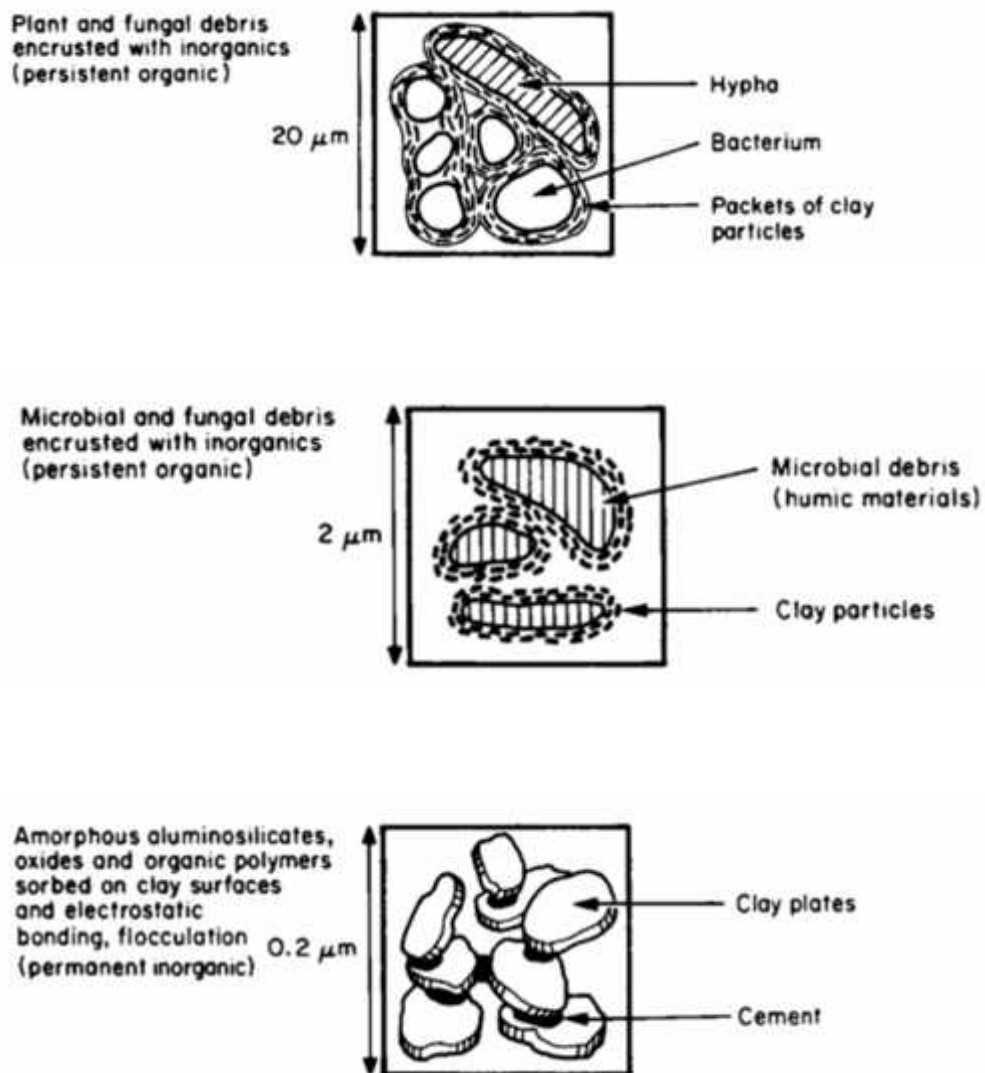 Plant and fungal debris
encrusted with inorganics
(persistent organic)
20 μm
Hypha
Bacterium
Packets of clay
particles
Microbial and fungal debris
encrusted with inorganics
(persistent organic)
2 μm
Microbial debris
(humic materials)
Clay particles
Amorphous aluminosilicates,
oxides and organic polymers
sorbed on clay surfaces
and electrostatic
bonding, flocculation
(permanent inorganic)
0.2 μm
Clay plates
Cement